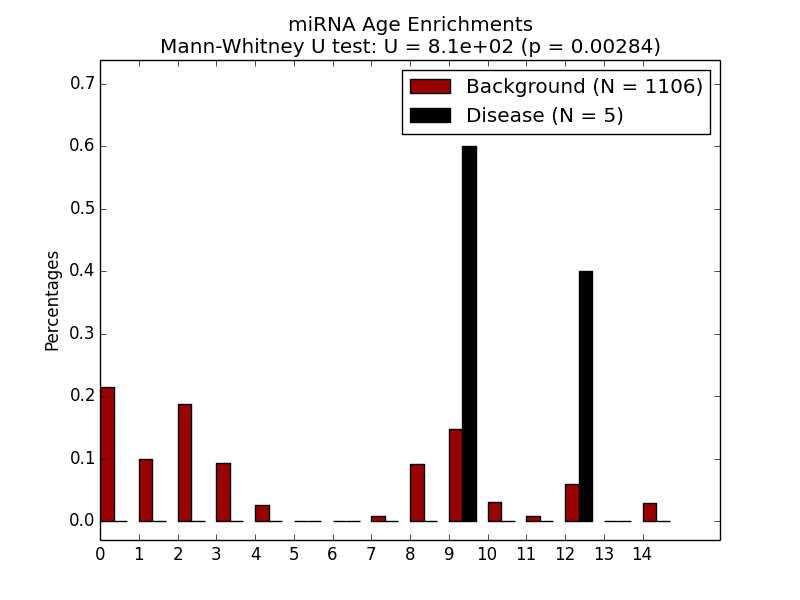 miRNA Age Enrichments
Mann-Whitney U test: U = 8.1e+02 (p = 0.00284)
Background (N = 1106)
Disease (N = 5)
Percentages
0.7
0.6
0.5
0.4
0.3
0.2
0.1
0.0
0 1 2 3 4 5 6 7 8 9 10 11 12 13 14